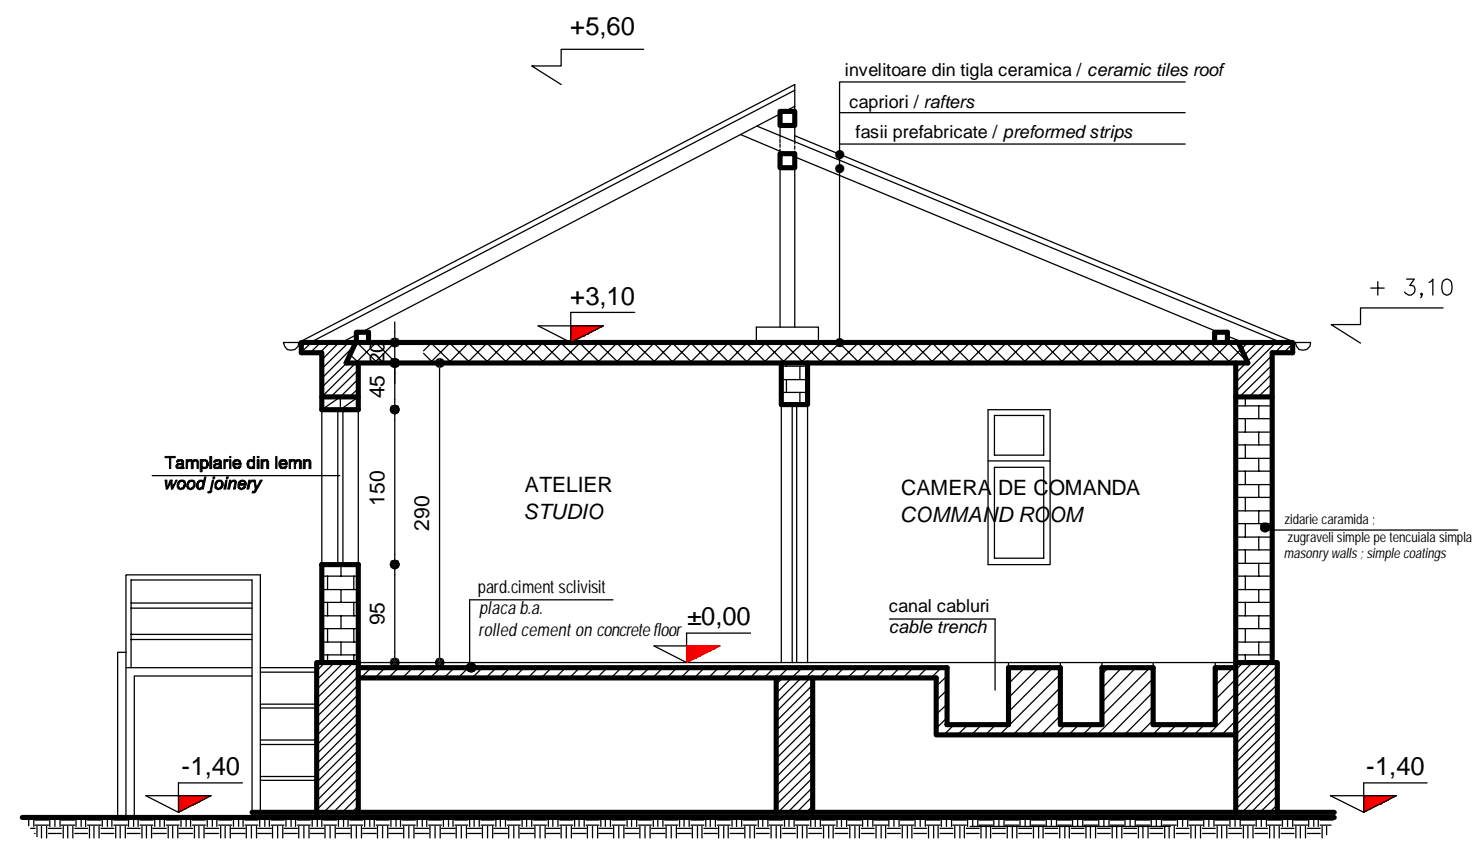 +5,60
invelitoare din tigla ceramica / ceramic tiles roof
capriori / rafters
fasii prefabricate / preformed strips
+3,10
+ 3,10
20
45
150
290
95
Tamplarie din lemn
wood joinery
ATELIER
STUDIO
CAMERA DE COMANDA
COMMAND ROOM
zidarie caramida ;
zugraveli simple pe tencuiala simpla
masonry walls ; simple coatings
pard.ciment sclivisit
placa b.a.
rolled cement on concrete floor
±0,00
canal cabluri
cable trench
-1,40
-1,40